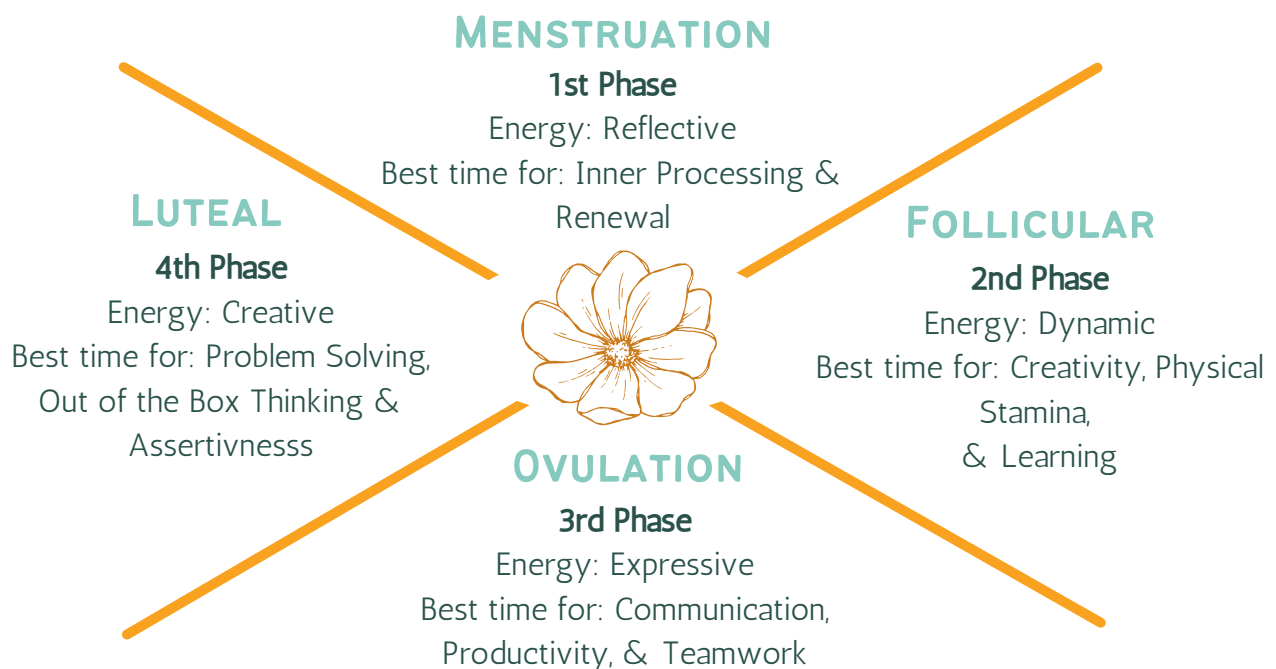 MENSTRUATION
1st Phase
Energy: Reflective
Best time for: Inner Processing &
Renewal
LUTEAL
4th Phase
Energy: Creative
Best time for: Problem Solving,
Out of the Box Thinking &
Assertivnesss
FOLLICULAR
2nd Phase
Energy: Dynamic
Best time for: Creativity, Physical
Stamina,
& Learning
OVULATION
3rd Phase
Energy: Expressive
Best time for: Communication,
Productivity, & Teamwork